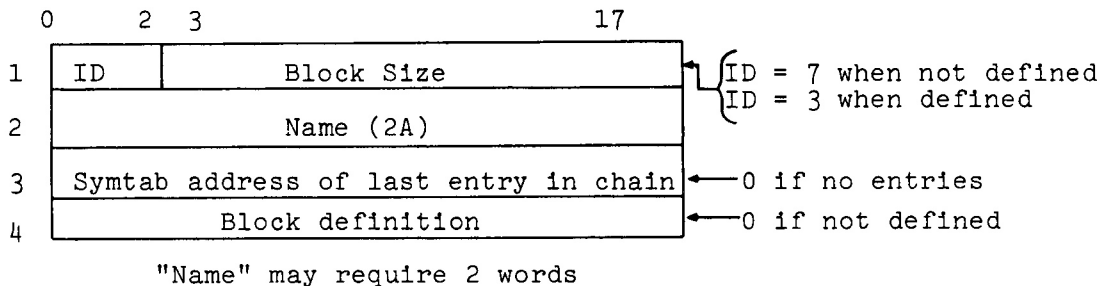 0 2 3 17
1 ID Block Size ID = 7 when not defined
ID = 3 when defined
2 Name (2A)
3 Symtab address of last entry in chain 0 if no entries
4 Block definition 0 if not defined
"Name" may require 2 words